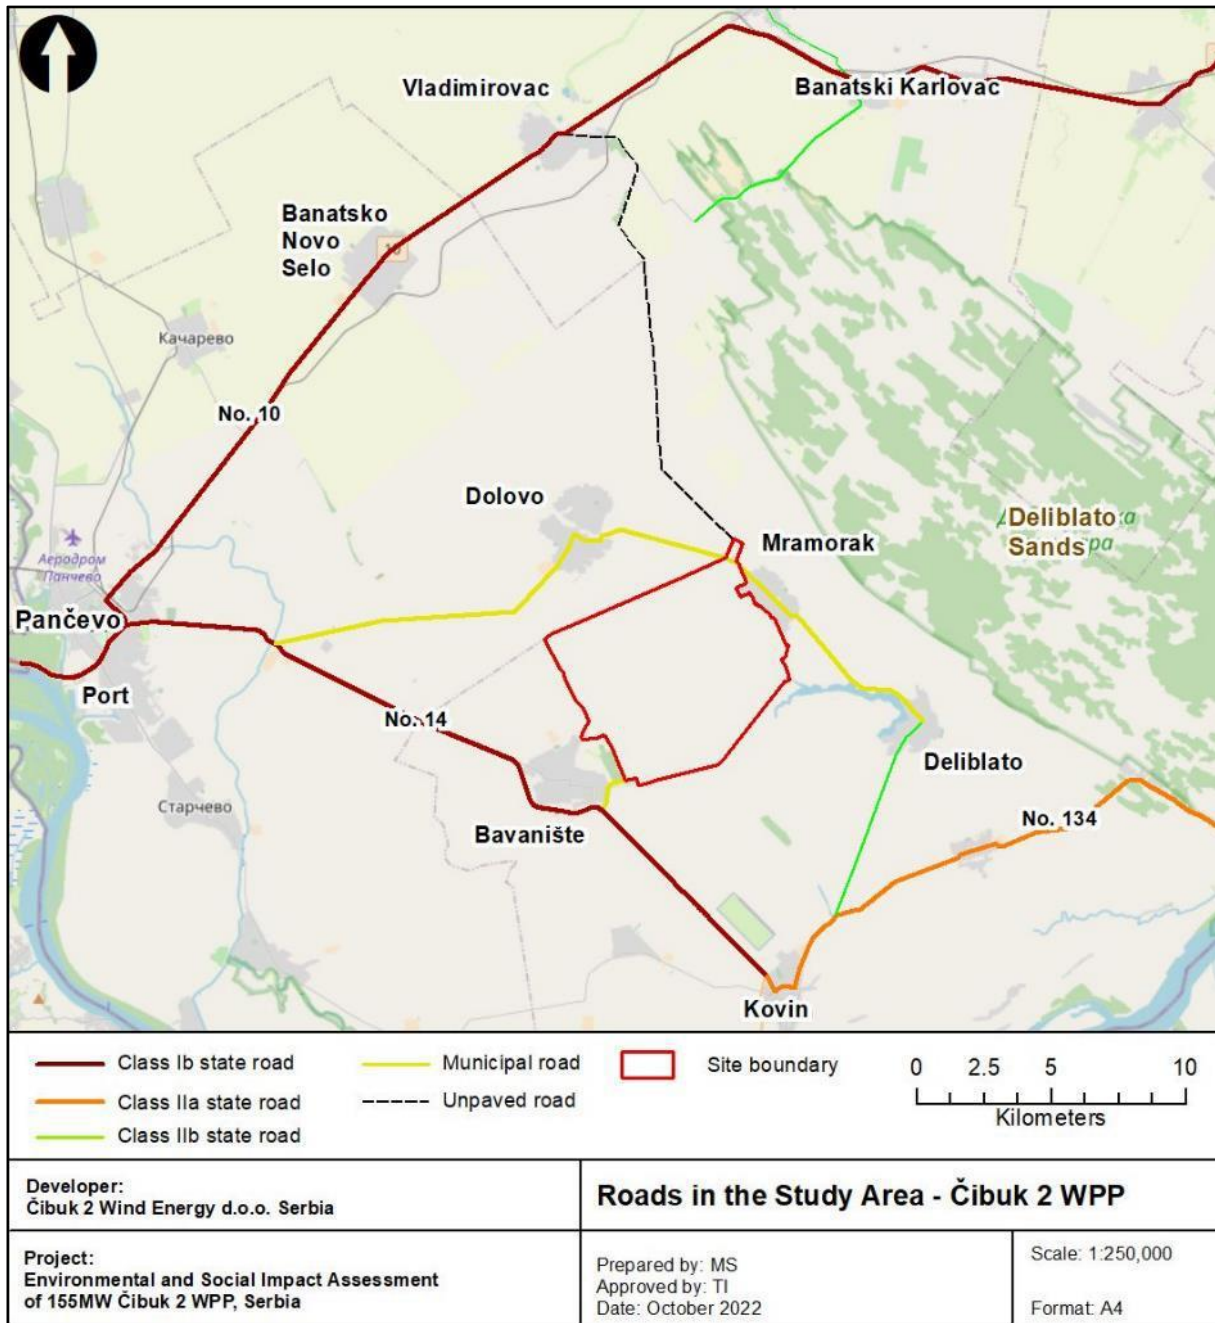 Vladimirovac
Banatski Karlovac
Banatsko
Novo
Selo
Качарево
No. 10
Dolovo
Mramorak
Deliblato
Sands
Аеродром
Панчево
Pančevo
Port
No. 14
Deliblato
Старчево
Bavanište
No. 134
Kovin
Class Ib state road
Class IIa state road
Class IIb state road
Municipal road
Unpaved road
Site boundary
0 2.5 5 10
Kilometers
Developer:
Čibuk 2 Wind Energy d.o.o. Serbia
Roads in the Study Area - Čibuk 2 WPP
Project:
Environmental and Social Impact Assessment
of 155MW Čibuk 2 WPP, Serbia
Prepared by: MS
Approved by: TI
Date: October 2022
Scale: 1:250,000
Format: A4